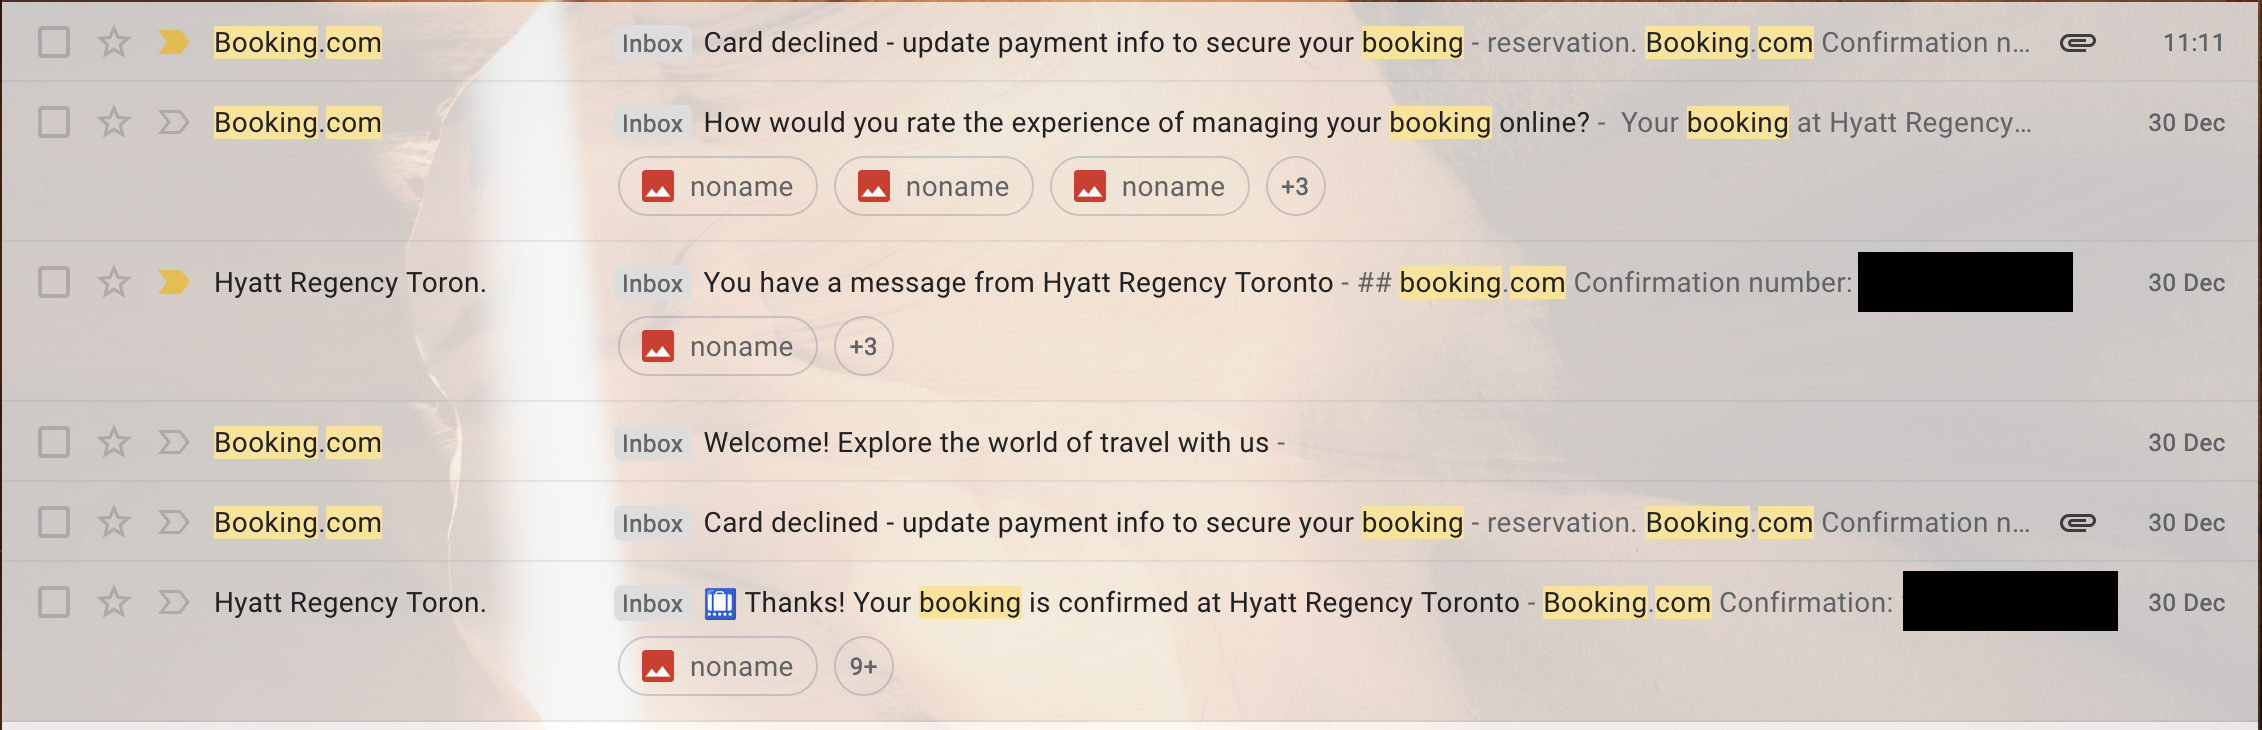 Booking.com Inbox Card declined - update payment info to secure your booking - reservation. Booking.com Confirmation n... 11:11
Booking.com Inbox How would you rate the experience of managing your booking online? - Your booking at Hyatt Regency... 30 Dec
noname noname noname +3
Hyatt Regency Toron. Inbox You have a message from Hyatt Regency Toronto - ## booking.com Confirmation number: 30 Dec
noname +3
Booking.com Inbox Welcome! Explore the world of travel with us - 30 Dec
Booking.com Inbox Card declined - update payment info to secure your booking - reservation. Booking.com Confirmation n... 30 Dec
Hyatt Regency Toron. Inbox 🛄 Thanks! Your booking is confirmed at Hyatt Regency Toronto - Booking.com Confirmation: 30 Dec
noname 9+